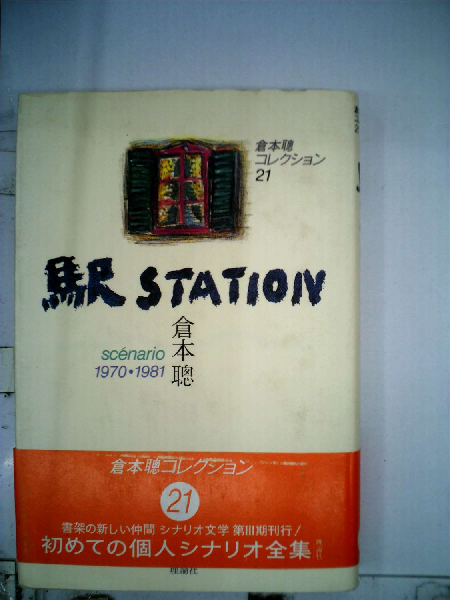 倉本聰
コレクション
21
駅 STATION
倉本聰
scénario
1970・1981
倉本聰コレクション
21
書架の新しい仲間 シナリオ文学 第III期刊行!
初めての個人シナリオ全集
理論社